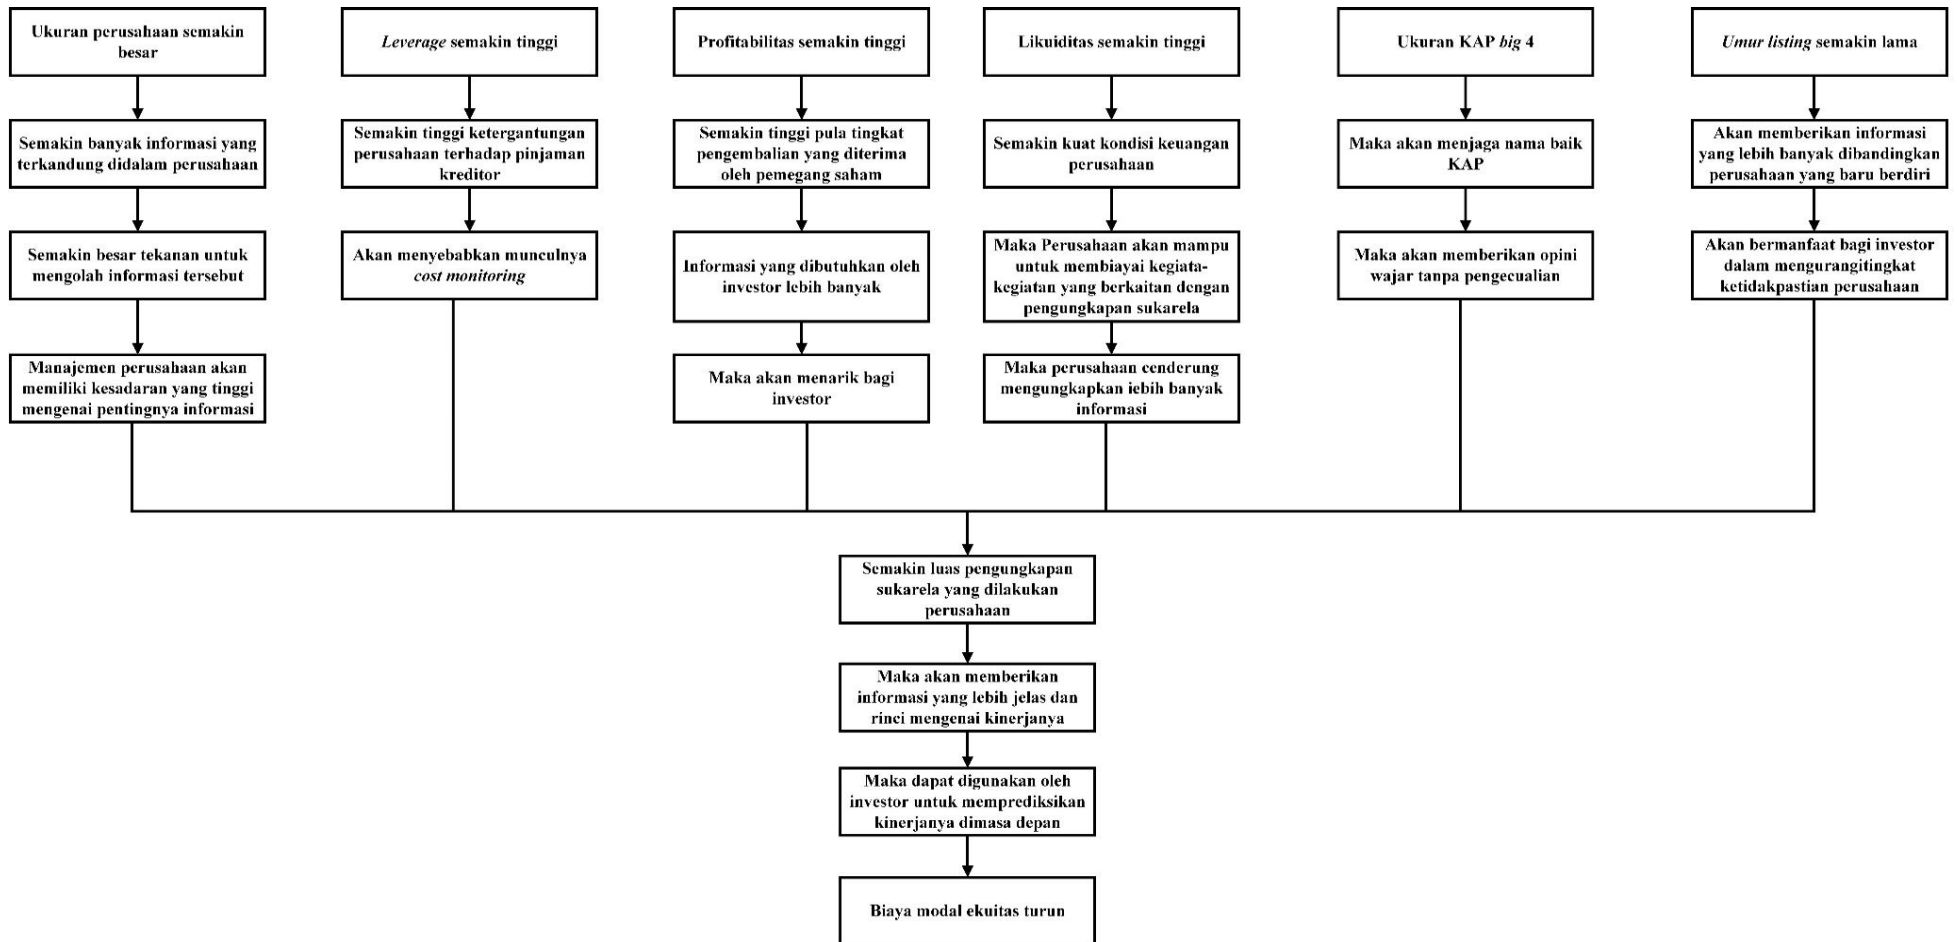 Ukuran perusahaan semakin
besar
Leverage semakin tinggi
Profitabilitas semakin tinggi
Likuiditas semakin tinggi
Ukuran KAP big 4
Umur listing semakin lama
Semakin banyak informasi yang
terkandung didalam perusahaan
Semakin tinggi ketergantungan
perusahaan terhadap pinjaman
kreditor
Semakin tinggi pula tingkat
pengembalian yang diterima
oleh pemegang saham
Semakin kuat kondisi keuangan
perusahaan
Maka akan menjaga nama baik
KAP
Akan memberikan informasi
yang lebih banyak dibandingkan
perusahaan yang baru berdiri
Semakin besar tekanan untuk
mengolah informasi tersebut
Akan menyebabkan munculnya
cost monitoring
Informasi yang dibutuhkan oleh
investor lebih banyak
Maka Perusahaan akan mampu
untuk membiayai kegiata-
kegiatan yang berkaitan dengan
pengungkapan sukarela
Maka akan memberikan opini
wajar tanpa pengecualian
Akan bermanfaat bagi investor
dalam mengurangitingkat
ketidakpastian perusahaan
Manajemen perusahaan akan
memiliki kesadaran yang tinggi
mengenai pentingnya informasi
Maka akan menarik bagi
investor
Maka perusahaan cenderung
mengungkapkan iebih banyak
informasi
Semakin luas pengungkapan
sukarela yang dilakukan
perusahaan
Maka akan memberikan
informasi yang lebih jelas dan
rinci mengenai kinerjanya
Maka dapat digunakan oleh
investor untuk memprediksikan
kinerjanya dimasa depan
Biaya modal ekuitas turun